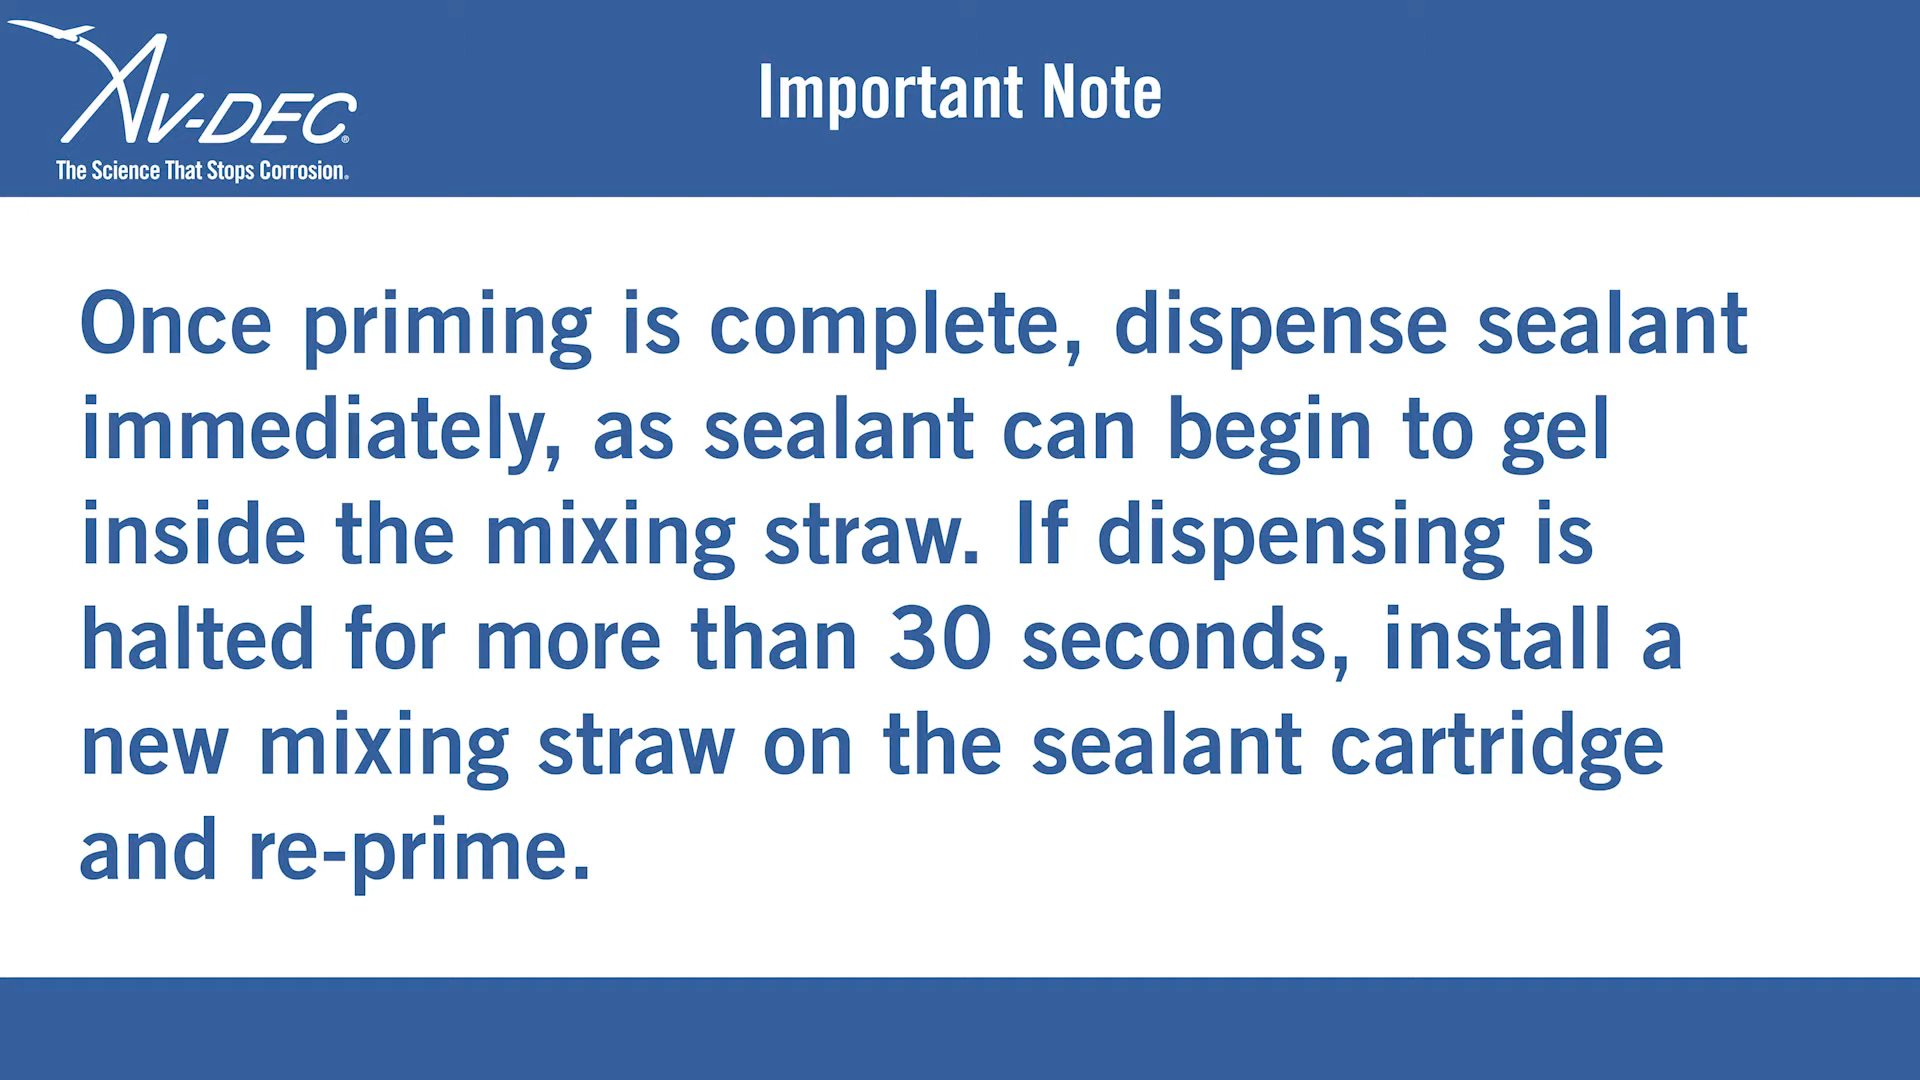 AV-DEC®
The Science That Stops Corrosion.®
Important Note
Once priming is complete, dispense sealant
immediately, as sealant can begin to gel
inside the mixing straw. If dispensing is
halted for more than 30 seconds, install a
new mixing straw on the sealant cartridge
and re-prime.